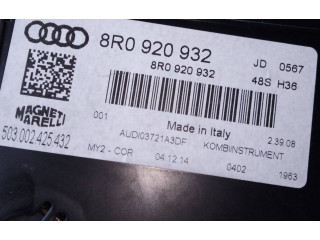 8R0 920 932 JD 0567
8R0 920 932 48S H36
MAGNETI MARELLI
001 Made in Italy 2.39.08
503.002.425.432
AUDI03721A3DF KOMBIINSTRUMENT
MY2 - COR 04.12.14 0402 1963